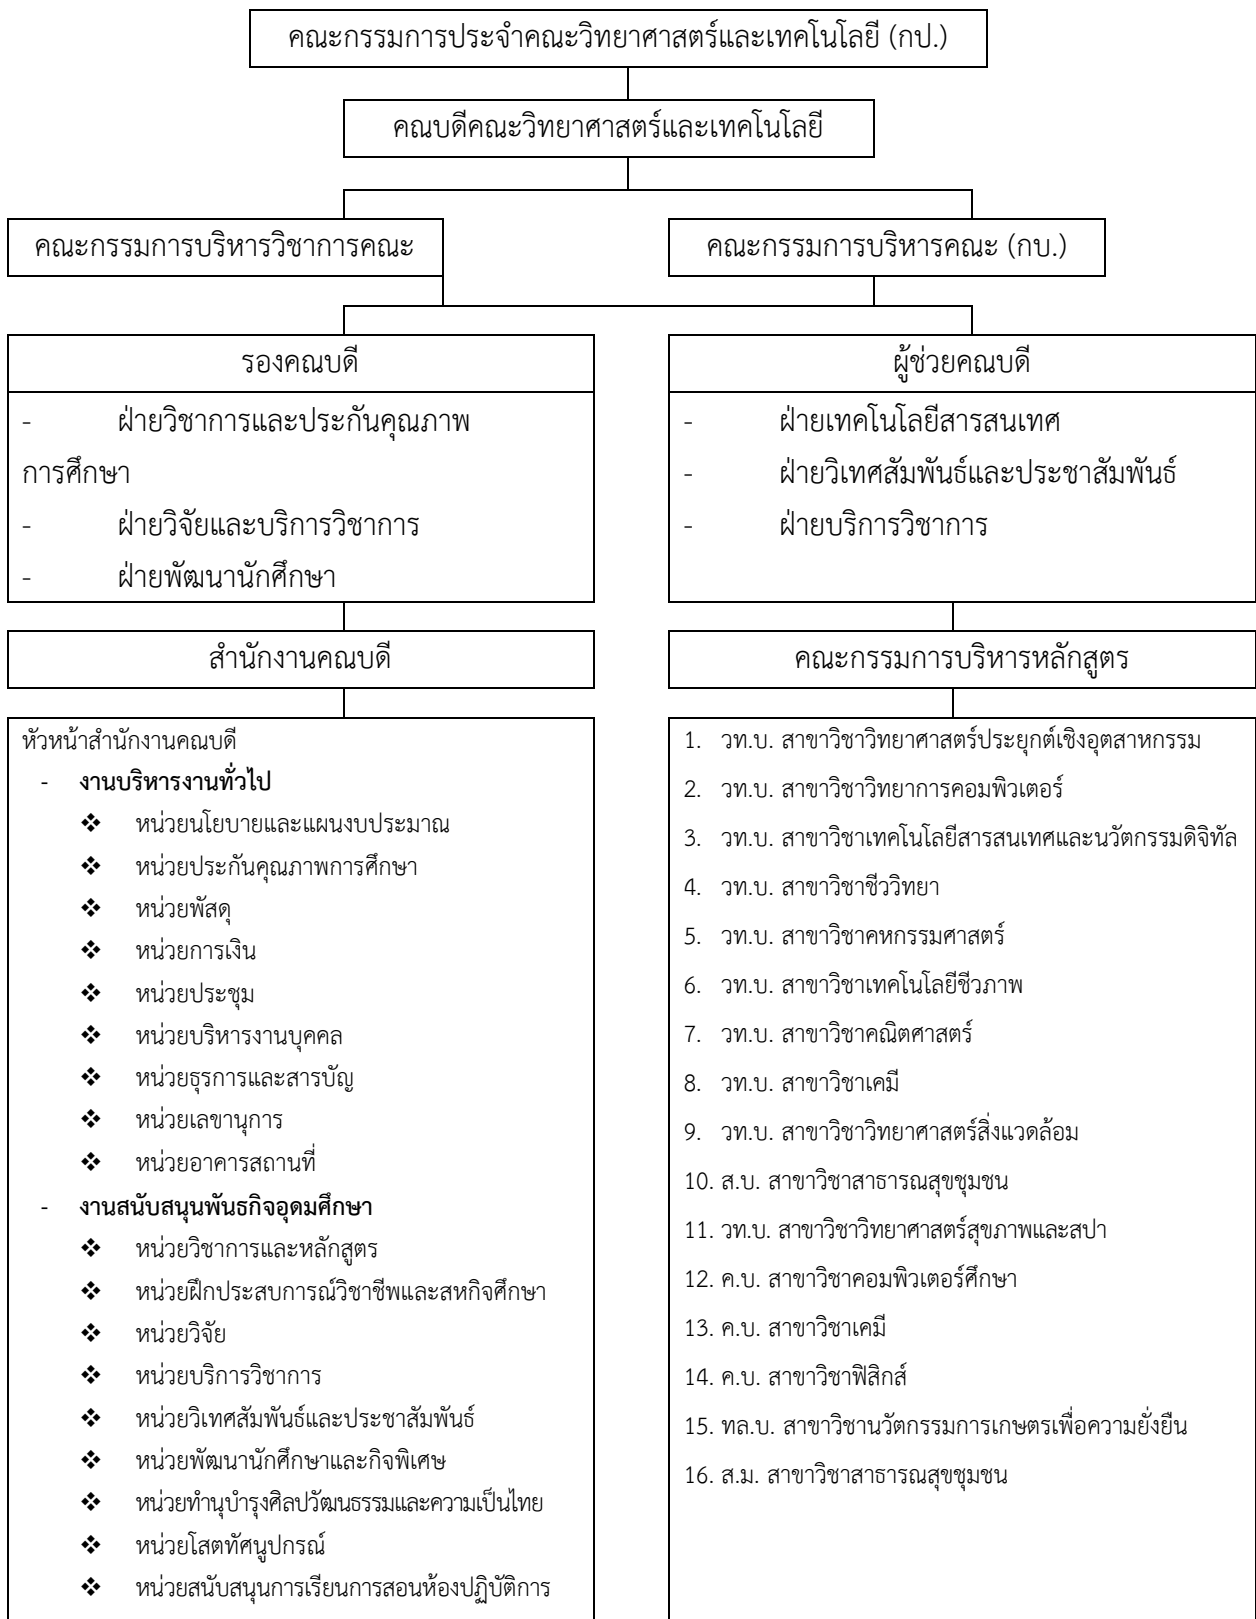 คณะกรรมการประจำคณะวิทยาศาสตร์และเทคโนโลยี (กป.)
คณบดีคณะวิทยาศาสตร์และเทคโนโลยี
คณะกรรมการบริหารวิชาการคณะ
คณะกรรมการบริหารคณะ (กบ.)
รองคณบดี
- ฝ่ายวิชาการและประกันคุณภาพ
การศึกษา
- ฝ่ายวิจัยและบริการวิชาการ
- ฝ่ายพัฒนานักศึกษา
ผู้ช่วยคณบดี
- ฝ่ายเทคโนโลยีสารสนเทศ
- ฝ่ายวิเทศสัมพันธ์และประชาสัมพันธ์
- ฝ่ายบริการวิชาการ
สำนักงานคณบดี
หัวหน้าสำนักงานคณบดี
- งานบริหารงานทั่วไป
❖ หน่วยนโยบายและแผนงบประมาณ
❖ หน่วยประกันคุณภาพการศึกษา
❖ หน่วยพัสดุ
❖ หน่วยการเงิน
❖ หน่วยประชุม
❖ หน่วยบริหารงานบุคคล
❖ หน่วยธุรการและสารบัญ
❖ หน่วยเลขานุการ
❖ หน่วยอาคารสถานที่
- งานสนับสนุนพันธกิจอุดมศึกษา
❖ หน่วยวิชาการและหลักสูตร
❖ หน่วยฝึกประสบการณ์วิชาชีพและสหกิจศึกษา
❖ หน่วยวิจัย
❖ หน่วยบริการวิชาการ
❖ หน่วยวิเทศสัมพันธ์และประชาสัมพันธ์
❖ หน่วยพัฒนานักศึกษาและกิจพิเศษ
❖ หน่วยทำนุบำรุงศิลปวัฒนธรรมและความเป็นไทย
❖ หน่วยโสตทัศนูปกรณ์
❖ หน่วยสนับสนุนการเรียนการสอนห้องปฏิบัติการ
คณะกรรมการบริหารหลักสูตร
1. วท.บ. สาขาวิชาวิทยาศาสตร์ประยุกต์เชิงอุตสาหกรรม
2. วท.บ. สาขาวิชาวิทยาการคอมพิวเตอร์
3. วท.บ. สาขาวิชาเทคโนโลยีสารสนเทศและนวัตกรรมดิจิทัล
4. วท.บ. สาขาวิชาชีววิทยา
5. วท.บ. สาขาวิชาคหกรรมศาสตร์
6. วท.บ. สาขาวิชาเทคโนโลยีชีวภาพ
7. วท.บ. สาขาวิชาคณิตศาสตร์
8. วท.บ. สาขาวิชาเคมี
9. วท.บ. สาขาวิชาวิทยาศาสตร์สิ่งแวดล้อม
10. ส.บ. สาขาวิชาสาธารณสุขชุมชน
11. วท.บ. สาขาวิชาวิทยาศาสตร์สุขภาพและสปา
12. ค.บ. สาขาวิชาคอมพิวเตอร์ศึกษา
13. ค.บ. สาขาวิชาเคมี
14. ค.บ. สาขาวิชาฟิสิกส์
15. ทล.บ. สาขาวิชานวัตกรรมการเกษตรเพื่อความยั่งยืน
16. ส.ม. สาขาวิชาสาธารณสุขชุมชน